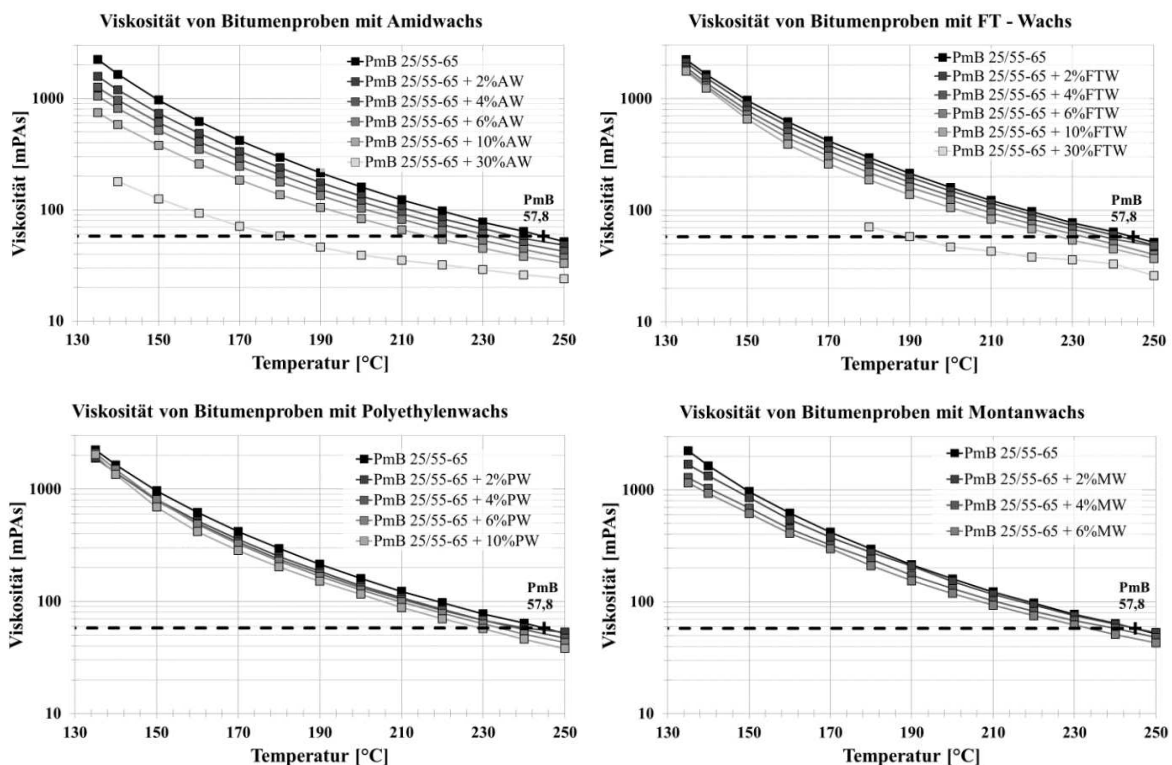 Viskosität von Bitumenproben mit Amidwachs
Viskosität [mPAs]
1000
100
10
PmB 25/55-65
PmB 25/55-65 + 2%AW
PmB 25/55-65 + 4%AW
PmB 25/55-65 + 6%AW
PmB 25/55-65 + 10%AW
PmB 25/55-65 + 30%AW
PmB
57,8
130 150 170 190 210 230 250
Temperatur [°C]
Viskosität von Bitumenproben mit FT - Wachs
Viskosität [mPAs]
1000
100
10
PmB 25/55-65
PmB 25/55-65 + 2%FTW
PmB 25/55-65 + 4%FTW
PmB 25/55-65 + 6%FTW
PmB 25/55-65 + 10%FTW
PmB 25/55-65 + 30%FTW
PmB
57,8
130 150 170 190 210 230 250
Temperatur [°C]
Viskosität von Bitumenproben mit Polyethylenwachs
Viskosität [mPAs]
1000
100
10
PmB 25/55-65
PmB 25/55-65 + 2%PW
PmB 25/55-65 + 4%PW
PmB 25/55-65 + 6%PW
PmB 25/55-65 + 10%PW
PmB
57,8
130 150 170 190 210 230 250
Temperatur [°C]
Viskosität von Bitumenproben mit Montanwachs
Viskosität [mPAs]
1000
100
10
PmB 25/55-65
PmB 25/55-65 + 2%MW
PmB 25/55-65 + 4%MW
PmB 25/55-65 + 6%MW
PmB
57,8
130 150 170 190 210 230 250
Temperatur [°C]